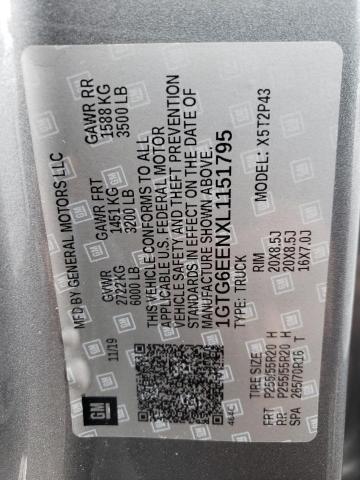 MFD BY GENERAL MOTORS LLC
GVWR
2722 KG
6000 LB
GAWR FRT
1451 KG
3200 LB
GAWR RR
1588 KG
3500 LB
11/19
THIS VEHICLE CONFORMS TO ALL
APPLICABLE U.S. FEDERAL MOTOR
VEHICLE SAFETY AND THEFT PREVENTION
STANDARDS IN EFFECT ON THE DATE OF
MANUFACTURE SHOWN ABOVE.
1GTG6EENXL1151795
TYPE: TRUCK
MODEL: X5T2P43
GM
464C
TIRE SIZE
RIM
FRT P255/55R20 H 20X8.5J
RR P255/55R20 H 20X8.5J
SPA 265/70R16 T 16X7.0J